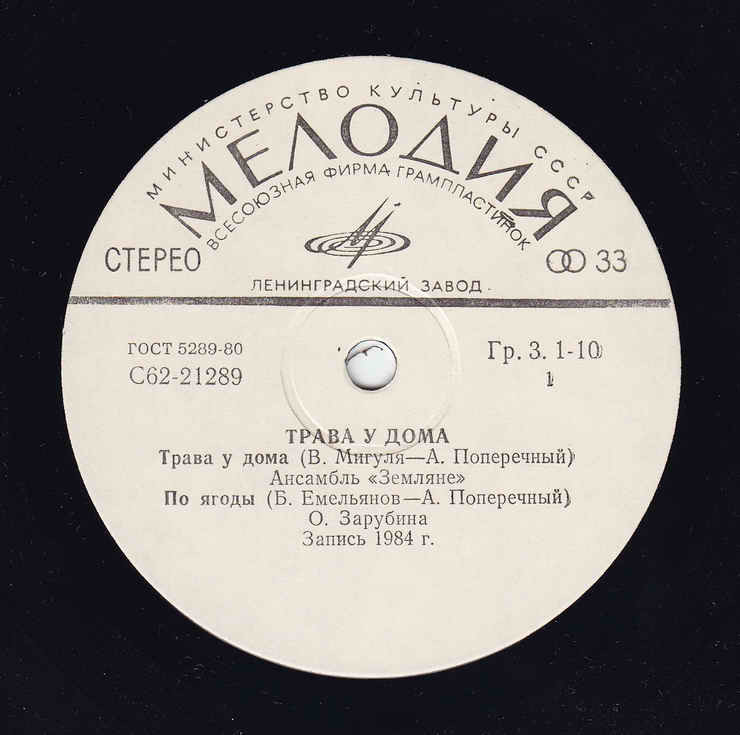 МИНИСТЕРСТВО КУЛЬТУРЫ СССР
МЕЛОДИЯ
ВСЕСОЮЗНАЯ ФИРМА ГРАМПЛАСТИНОК
СТЕРЕО
33
ЛЕНИНГРАДСКИЙ ЗАВОД
ГОСТ 5289-80
Гр. 3. 1-10
С62-21289
1
ТРАВА У ДОМА
Трава у дома (В. Мигуля—А. Поперечный)
Ансамбль «Земляне»
По ягоды (Б. Емельянов—А. Поперечный)
О. Зарубина
Запись 1984 г.